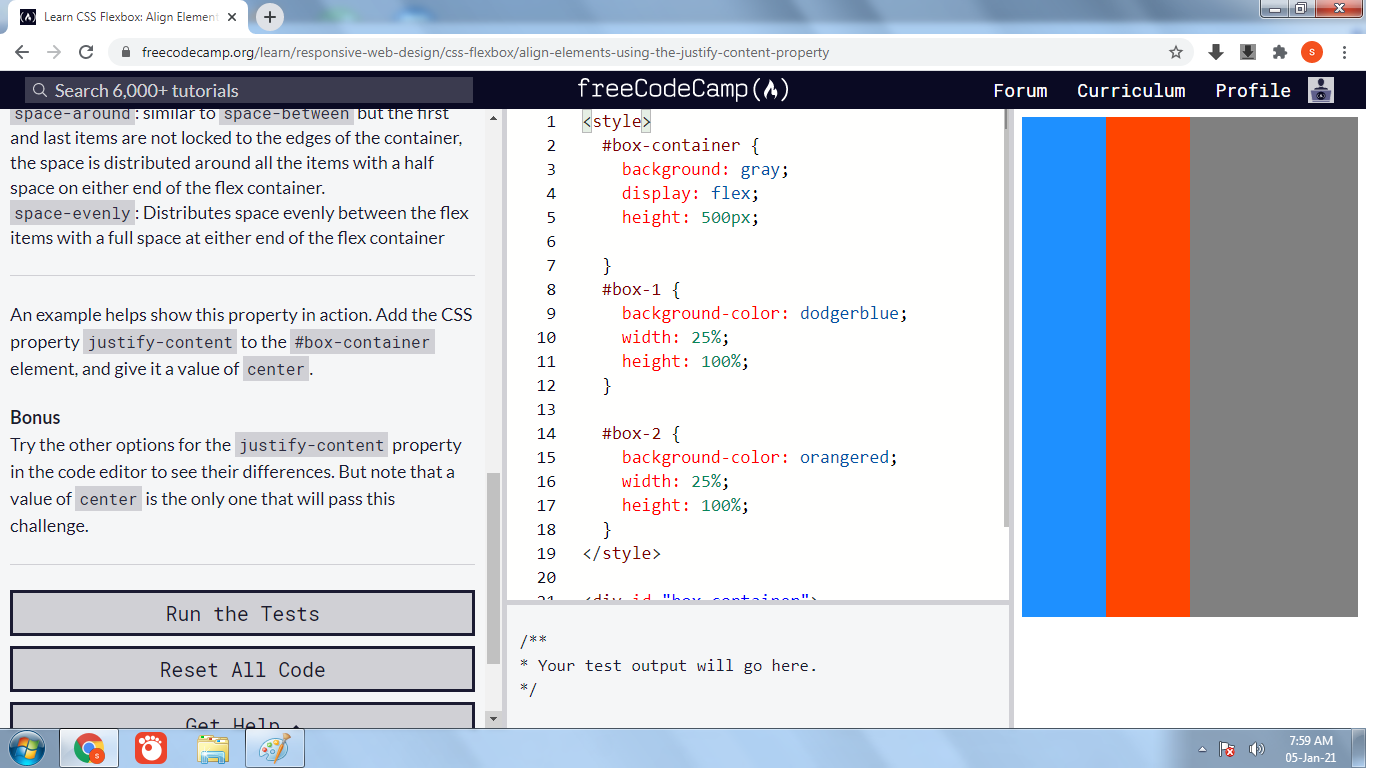 Learn CSS Flexbox: Align Element
freecodecamp.org/learn/responsive-web-design/css-flexbox/align-elements-using-the-justify-content-property
S
Search 6,000+ tutorials
freeCodeCamp
Forum
Curriculum
Profile
space-around : similar to space-between but the first
and last items are not locked to the edges of the container,
the space is distributed around all the items with a half
space on either end of the flex container.
space-evenly : Distributes space evenly between the flex
items with a full space at either end of the flex container
An example helps show this property in action. Add the CSS
property justify-content to the #box-container
element, and give it a value of center .
Bonus
Try the other options for the justify-content property
in the code editor to see their differences. But note that a
value of center is the only one that will pass this
challenge.
Run the Tests
Reset All Code
Get Help
1 <style>
2 #box-container {
3 background: gray;
4 display: flex;
5 height: 500px;
6
7 }
8 #box-1 {
9 background-color: dodgerblue;
10 width: 25%;
11 height: 100%;
12 }
13
14 #box-2 {
15 background-color: orangered;
16 width: 25%;
17 height: 100%;
18 }
19 </style>
20
21 <div id="box-container">
/**
* Your test output will go here.
*/
7:59 AM
05-Jan-21